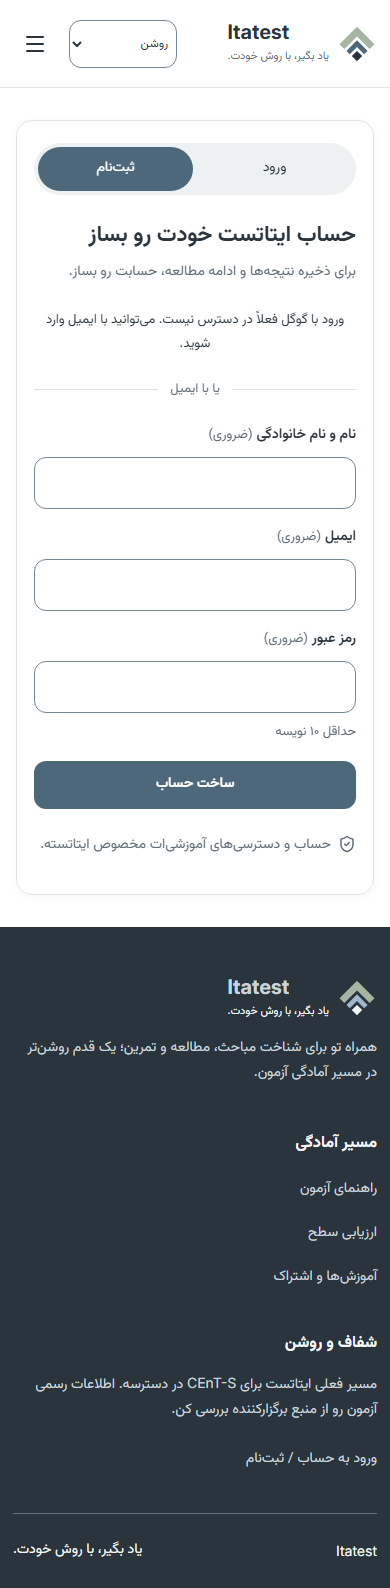 Itatest
یاد بگیر، با روش خودت.
روشن
ورود
ثبت‌نام
حساب ایتاتست خودت رو بساز
برای ذخیره نتیجه‌ها و ادامه مطالعه، حسابت رو بساز.
ورود با گوگل فعلاً در دسترس نیست. می‌توانید با ایمیل وارد
شوید.
یا با ایمیل
نام و نام خانوادگی (ضروری)
ایمیل (ضروری)
رمز عبور (ضروری)
حداقل ۱۰ نویسه
ساخت حساب
حساب و دسترسی‌های آموزشی‌ات مخصوص ایتاتسته.
Itatest
یاد بگیر، با روش خودت.
همراه تو برای شناخت مباحث، مطالعه و تمرین؛ یک قدم روشن‌تر
در مسیر آمادگی آزمون.
مسیر آمادگی
راهنمای آزمون
ارزیابی سطح
آموزش‌ها و اشتراک
شفاف و روشن
مسیر فعلی ایتاتست برای CEnT-S در دسترسه. اطلاعات رسمی
آزمون رو از منبع برگزارکننده بررسی کن.
ورود به حساب / ثبت‌نام
Itatest
یاد بگیر، با روش خودت.